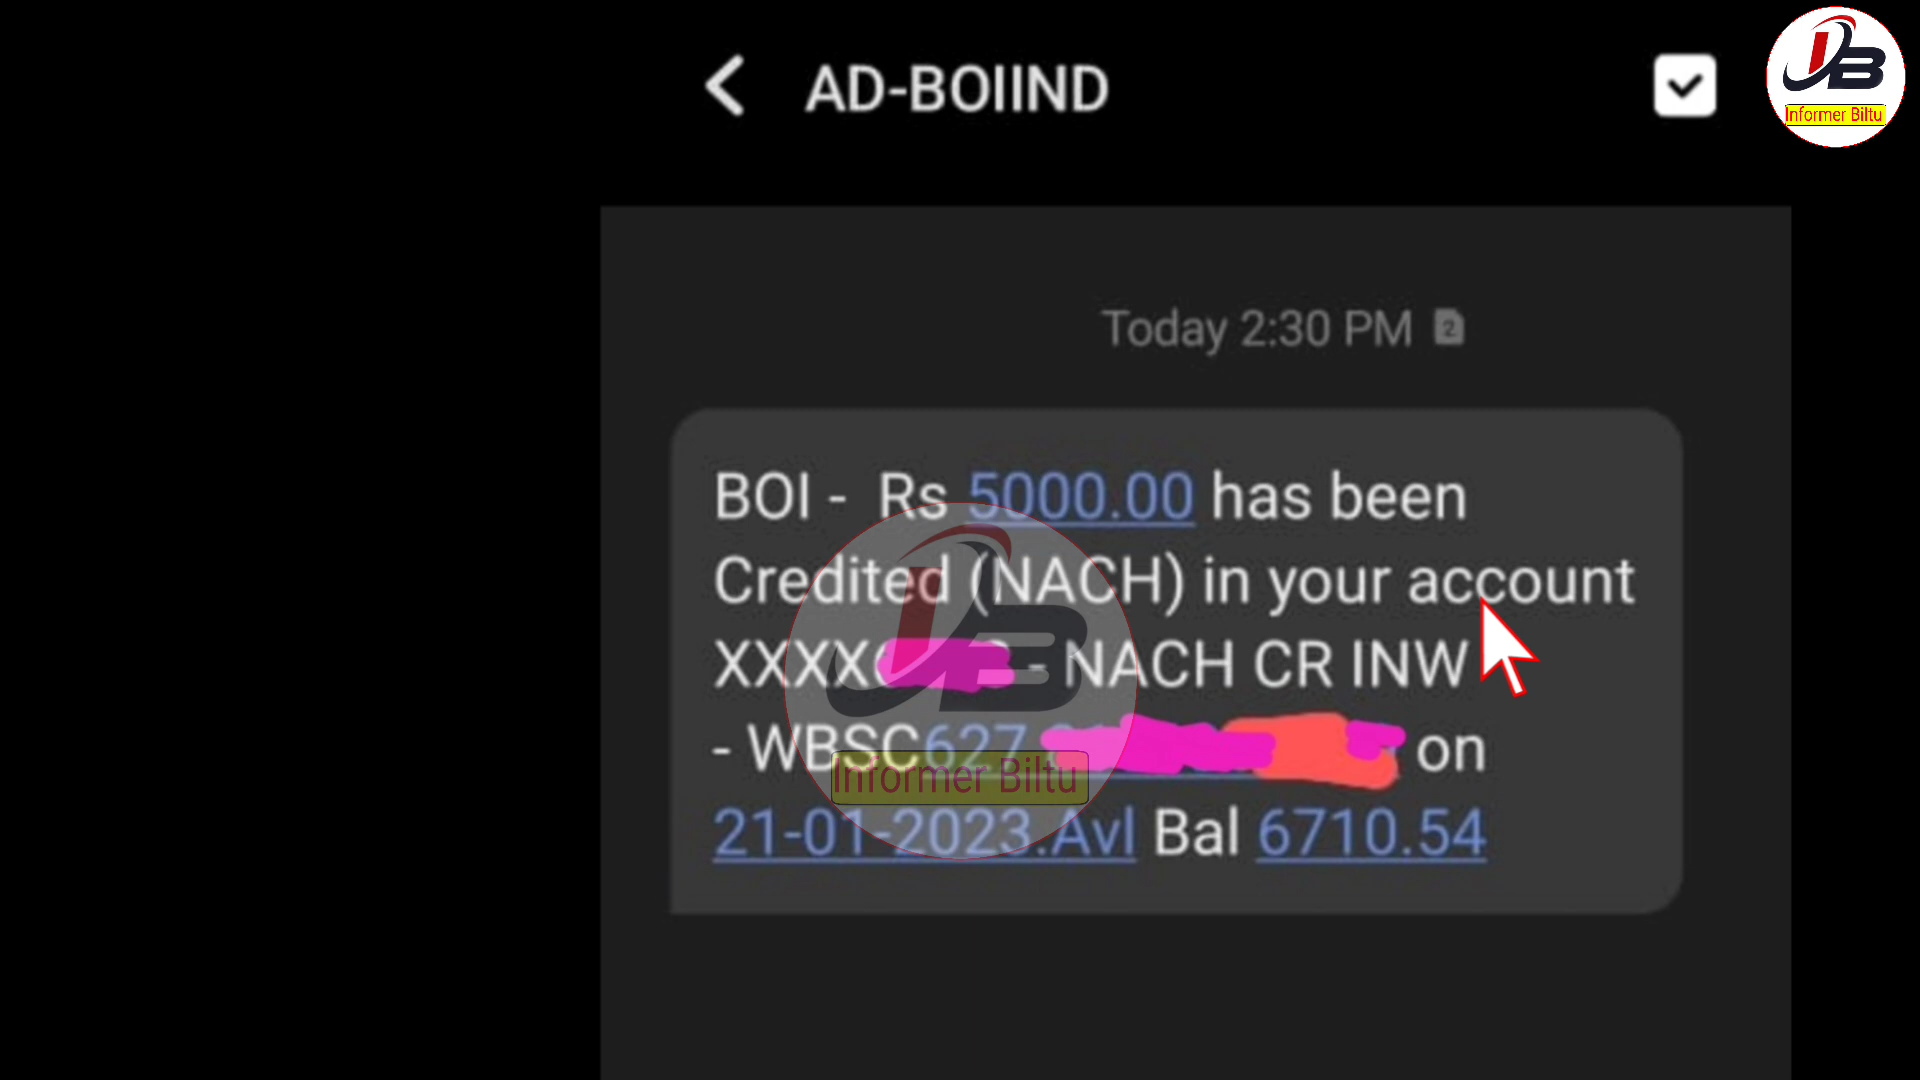 AD-BOIIND
Informer Biltu
Today 2:30 PM 2
BOI - Rs 5000.00 has been
Credited (NACH) in your account
XXXX - NACH CR INW
- WBSC627
on
Informer Biltu
21-01-2023.Avl Bal 6710.54